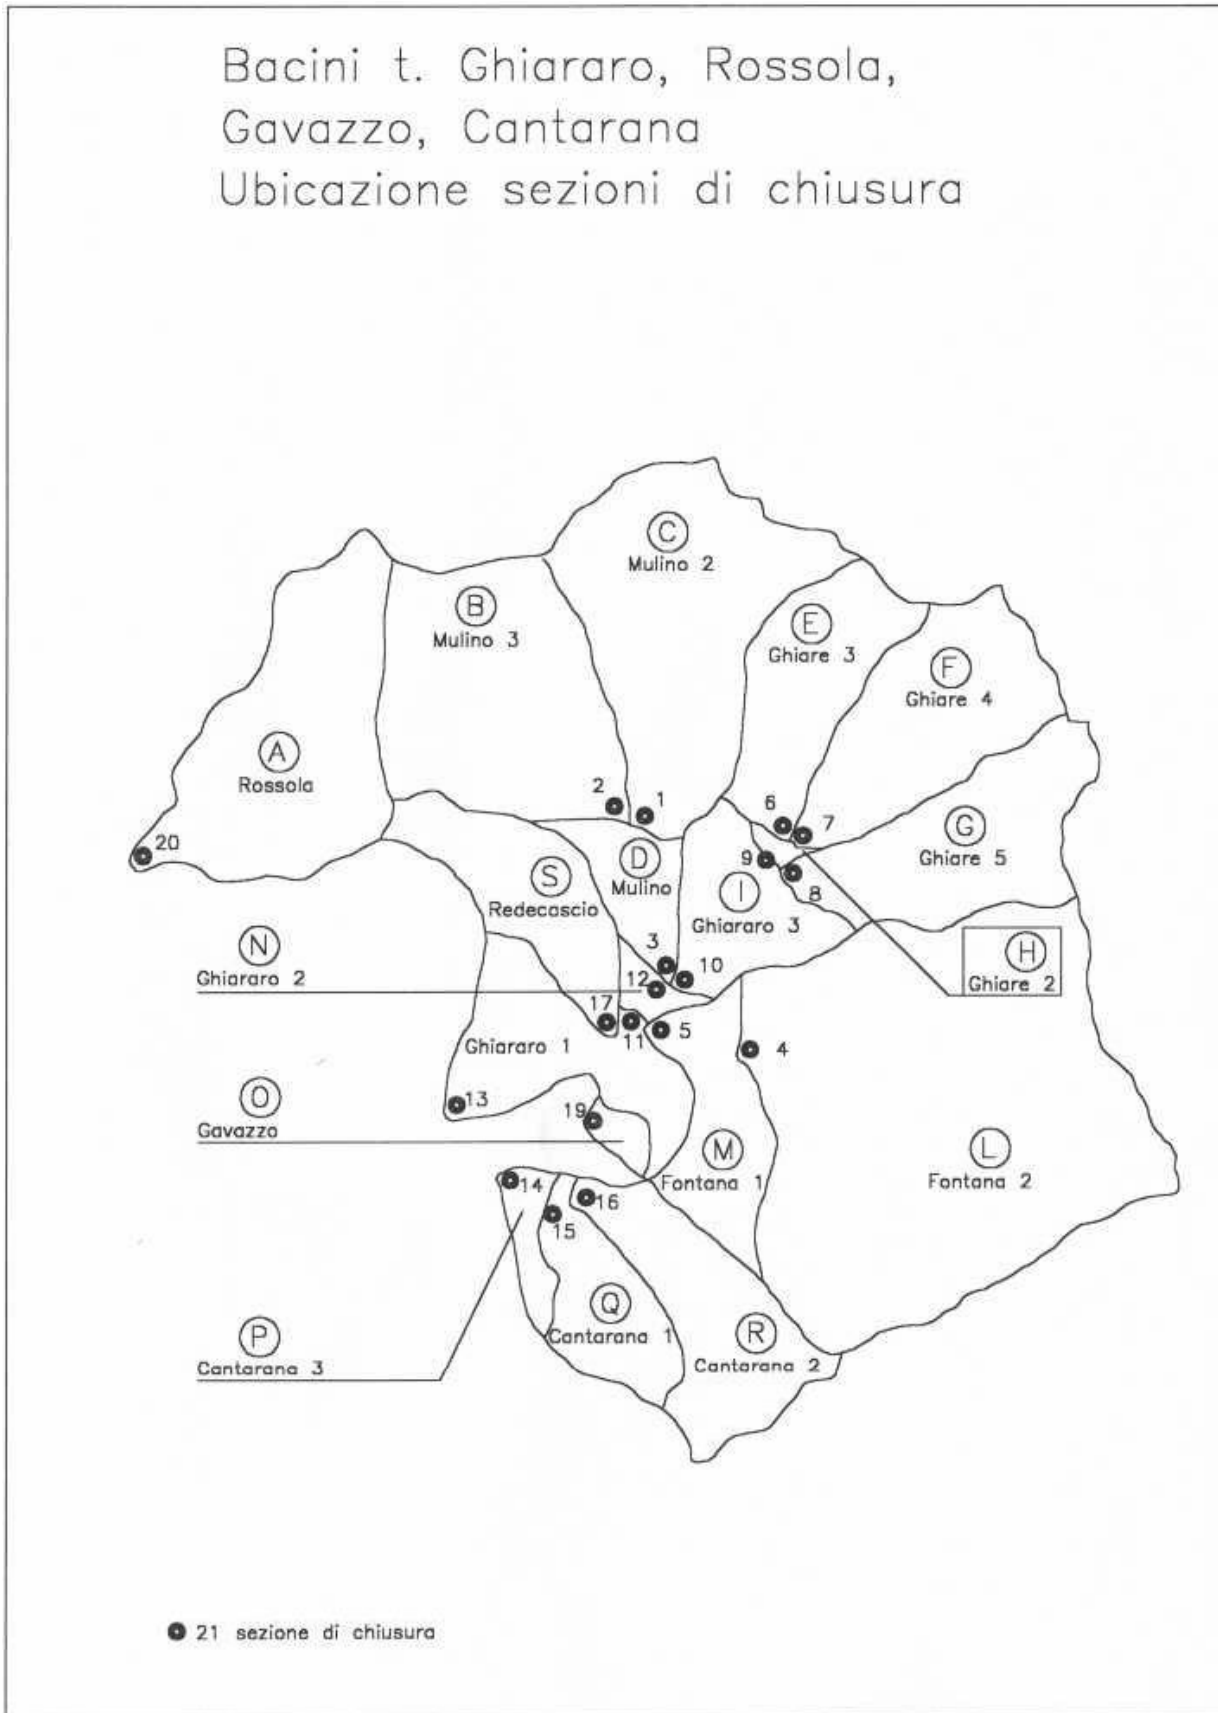 Bacini t. Ghiararo, Rossola,
Gavazzo, Cantarana
Ubicazione sezioni di chiusura
C
Mulino 2
B
Mulino 3
E
Ghiare 3
F
Ghiare 4
A
Rossola
2
1
6
7
G
Ghiare 5
20
D
Mulino
9
8
S
Redecascio
I
Ghiararo 3
N
Ghiararo 2
H
Ghiare 2
3
10
12
17
11
5
4
Ghiararo 1
13
O
Gavazzo
19
M
Fontana 1
L
Fontana 2
14
16
15
Q
Cantarana 1
R
Cantarana 2
P
Cantarana 3
21 sezione di chiusura